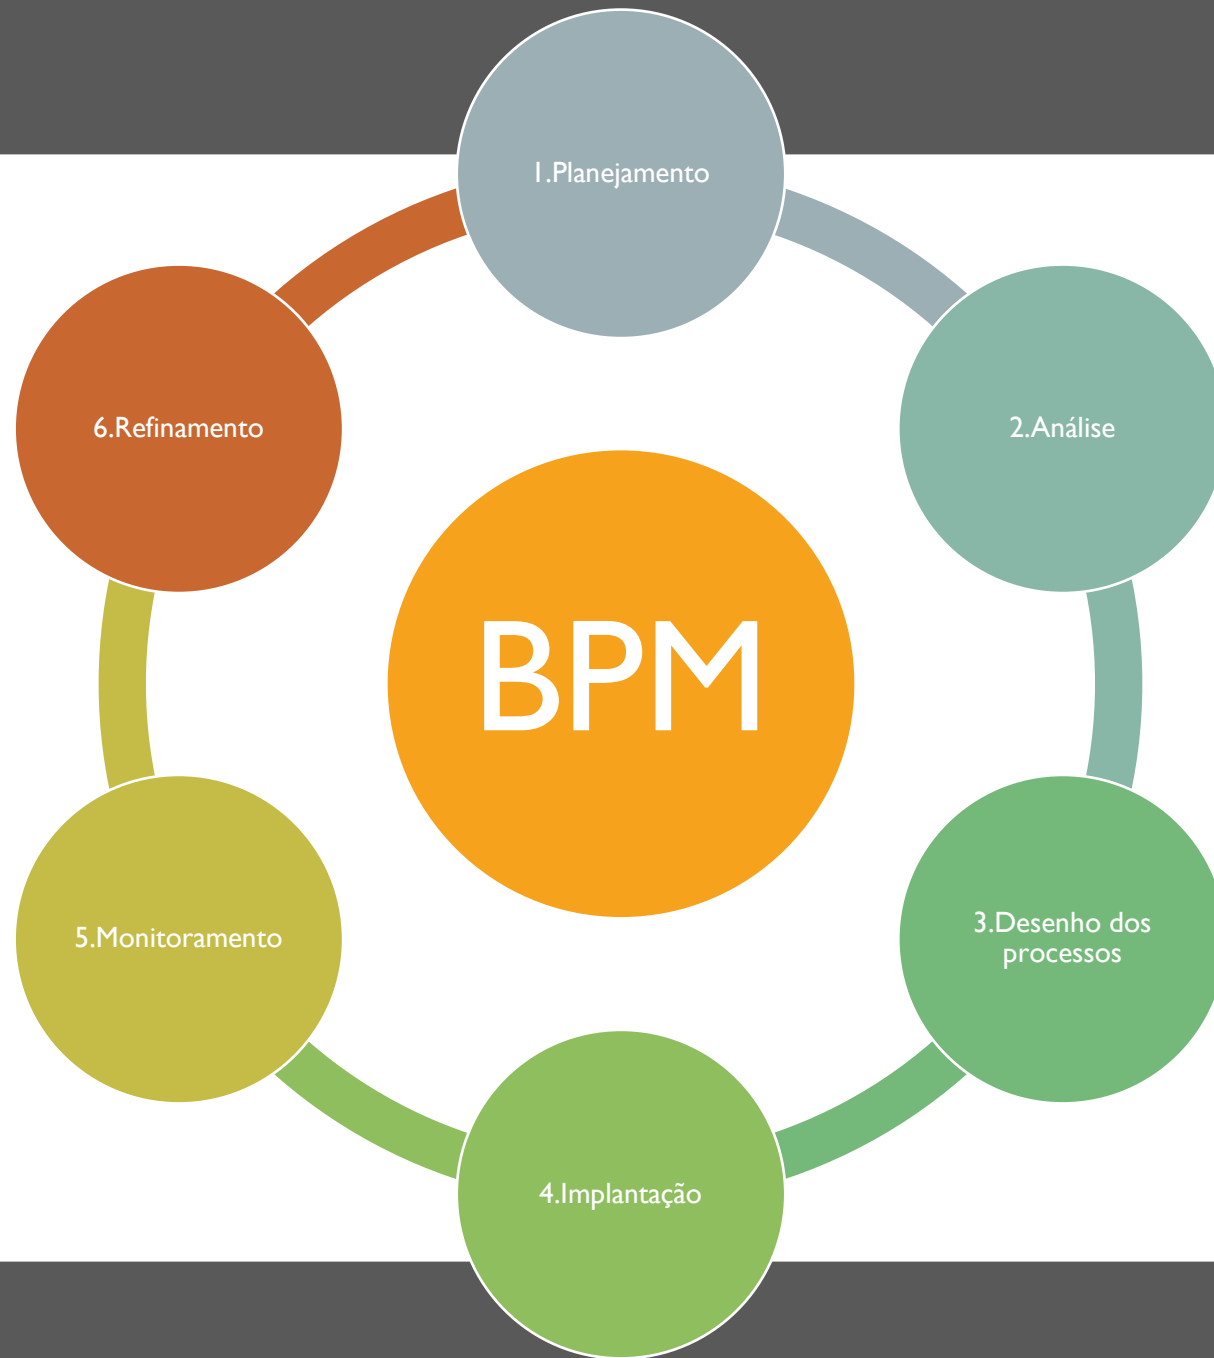 1.Planejamento
2.Análise
3.Desenho dos
processos
4.Implantação
5.Monitoramento
6.Refinamento
BPM